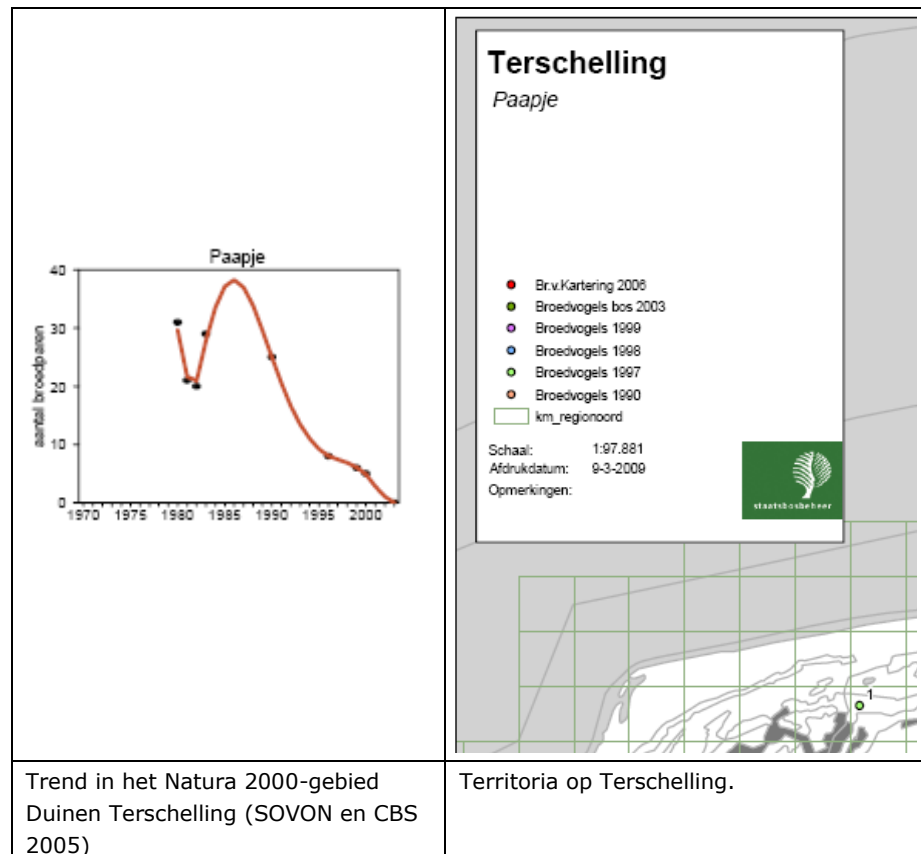 Paapje
40
30
20
10
0
aantal broedparen
1970 1975 1980 1985 1990 1995 2000
Trend in het Natura 2000-gebied
Duinen Terschelling (SOVON en CBS
2005)
Terschelling
Paapje
Br.v.Kartering 2006
Broedvogels bos 2003
Broedvogels 1999
Broedvogels 1998
Broedvogels 1997
Broedvogels 1990
km_regionoord
Schaal: 1:97.881
Afdrukdatum: 9-3-2009
Opmerkingen:
staatsbosbeheer
1
Territoria op Terschelling.